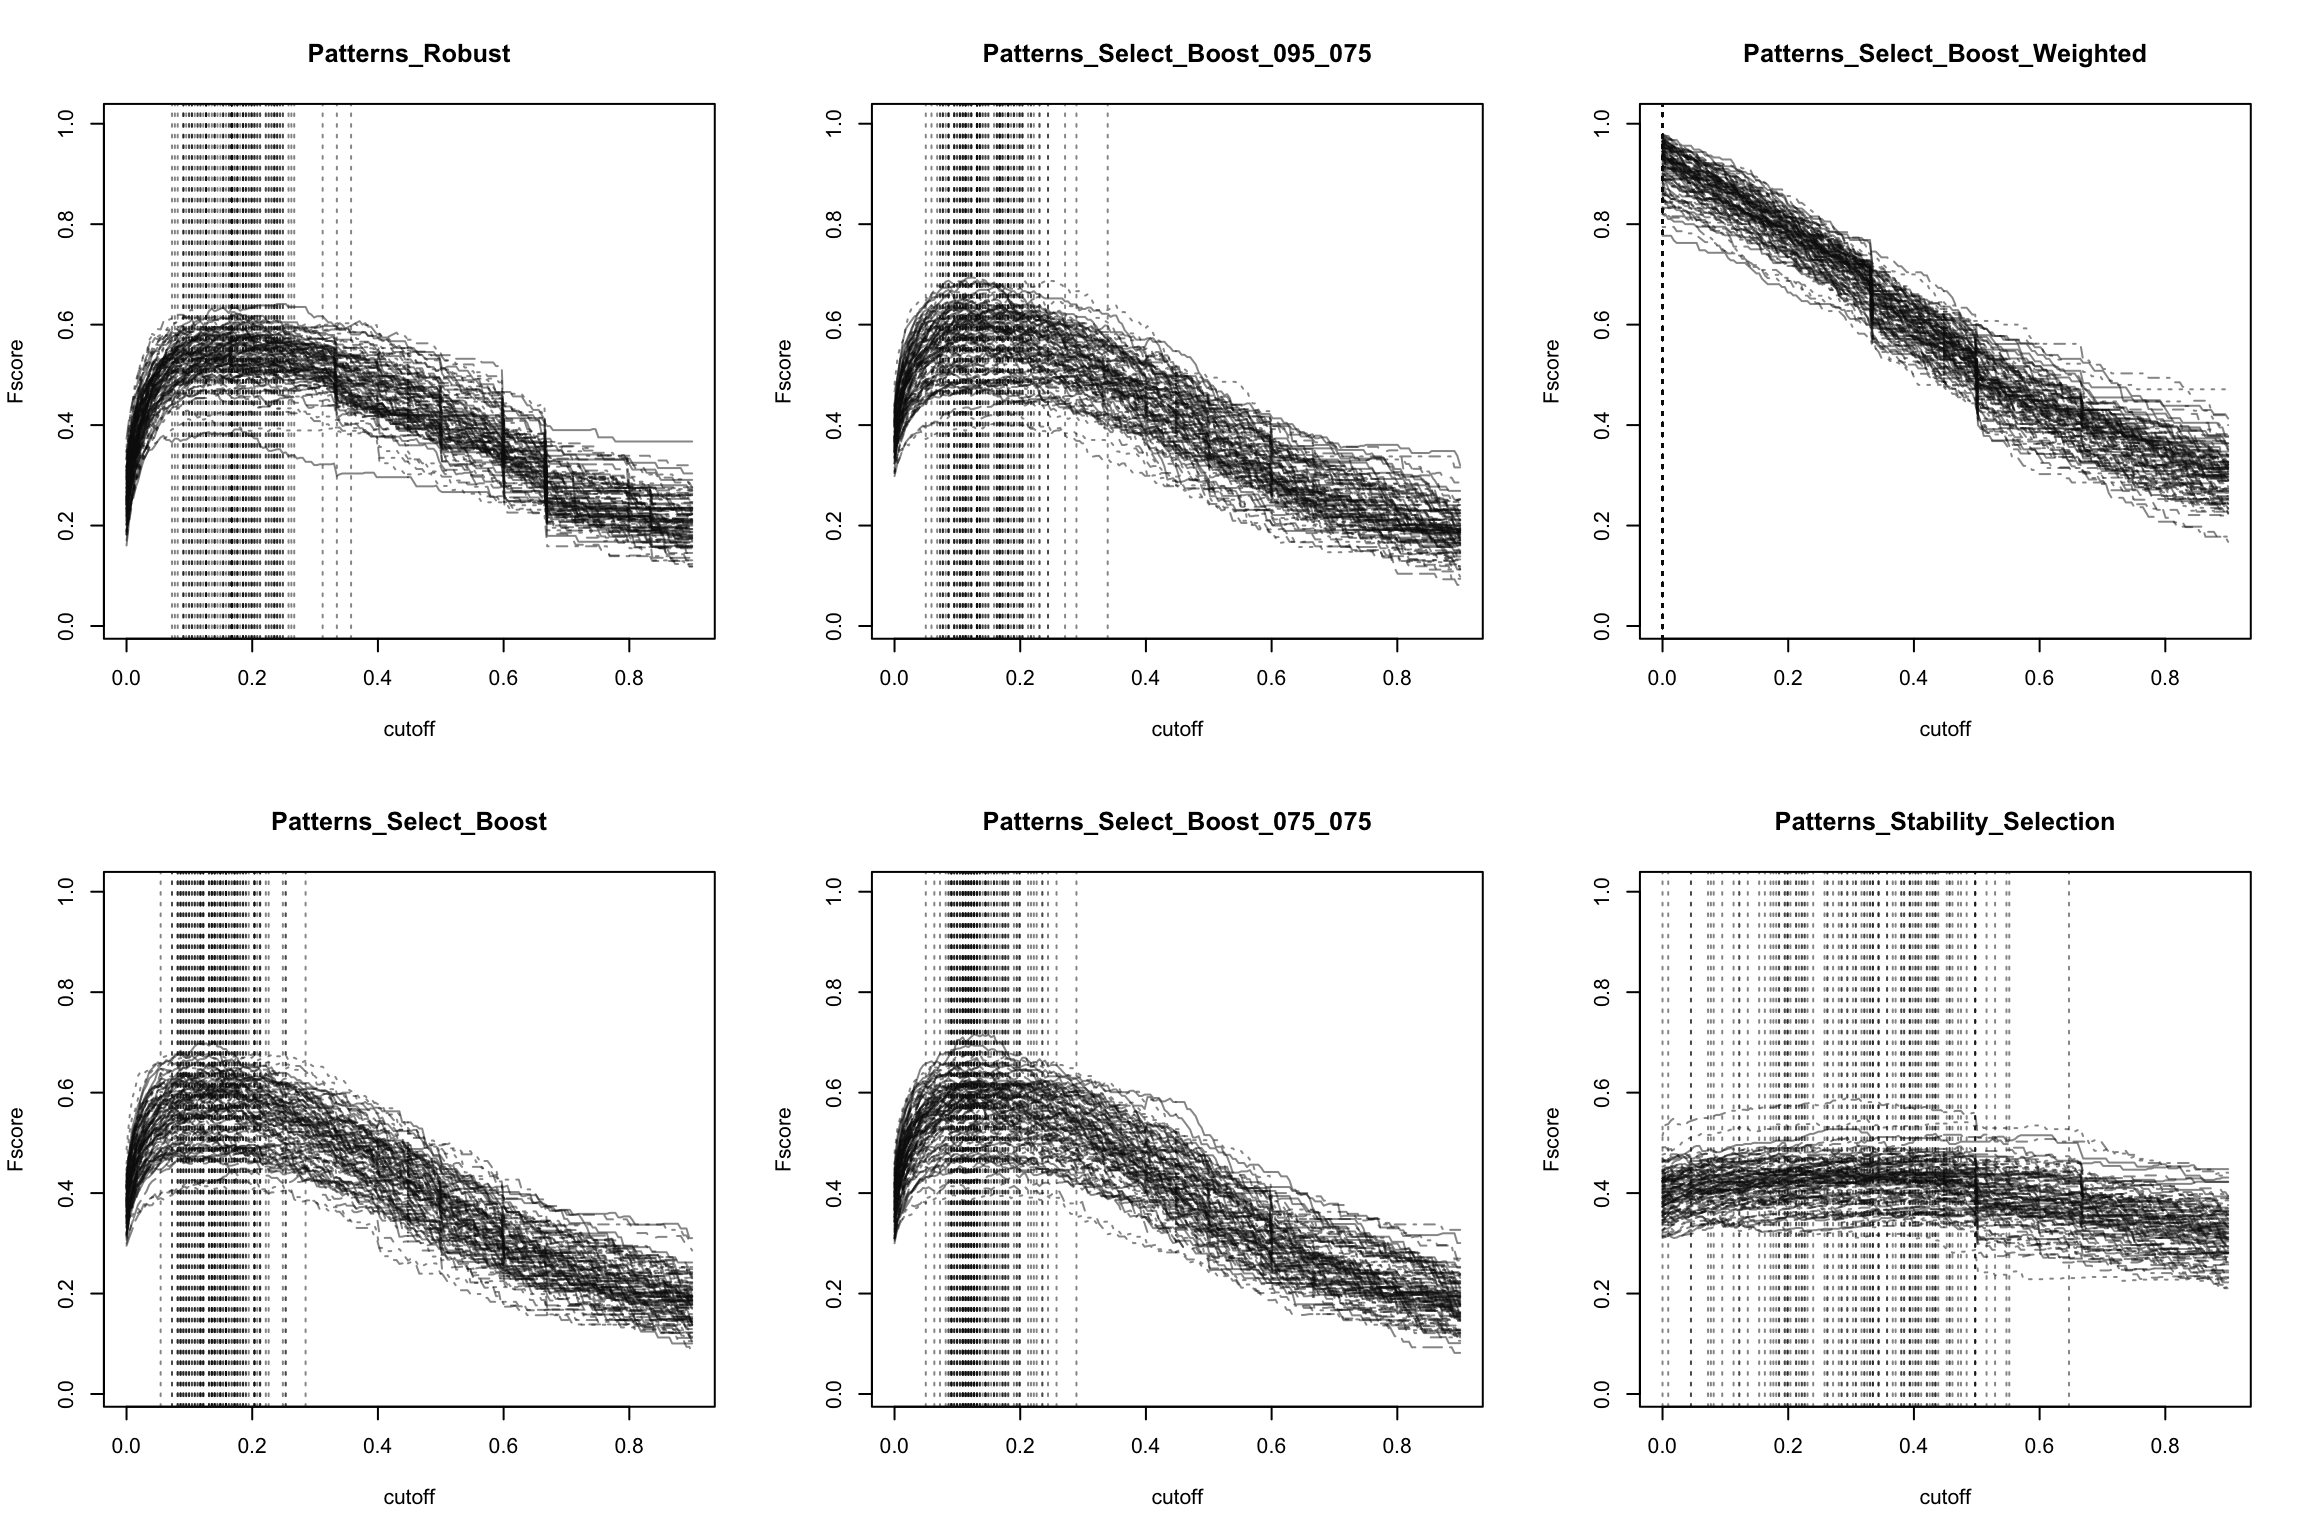 Patterns_Robust
Fscore
0.0 0.2 0.4 0.6 0.8 1.0
0.0 0.2 0.4 0.6 0.8
cutoff
Patterns_Select_Boost_095_075
Fscore
0.0 0.2 0.4 0.6 0.8 1.0
0.0 0.2 0.4 0.6 0.8
cutoff
Patterns_Select_Boost_Weighted
Fscore
0.0 0.2 0.4 0.6 0.8 1.0
0.0 0.2 0.4 0.6 0.8
cutoff
Patterns_Select_Boost
Fscore
0.0 0.2 0.4 0.6 0.8 1.0
0.0 0.2 0.4 0.6 0.8
cutoff
Patterns_Select_Boost_075_075
Fscore
0.0 0.2 0.4 0.6 0.8 1.0
0.0 0.2 0.4 0.6 0.8
cutoff
Patterns_Stability_Selection
Fscore
0.0 0.2 0.4 0.6 0.8 1.0
0.0 0.2 0.4 0.6 0.8
cutoff